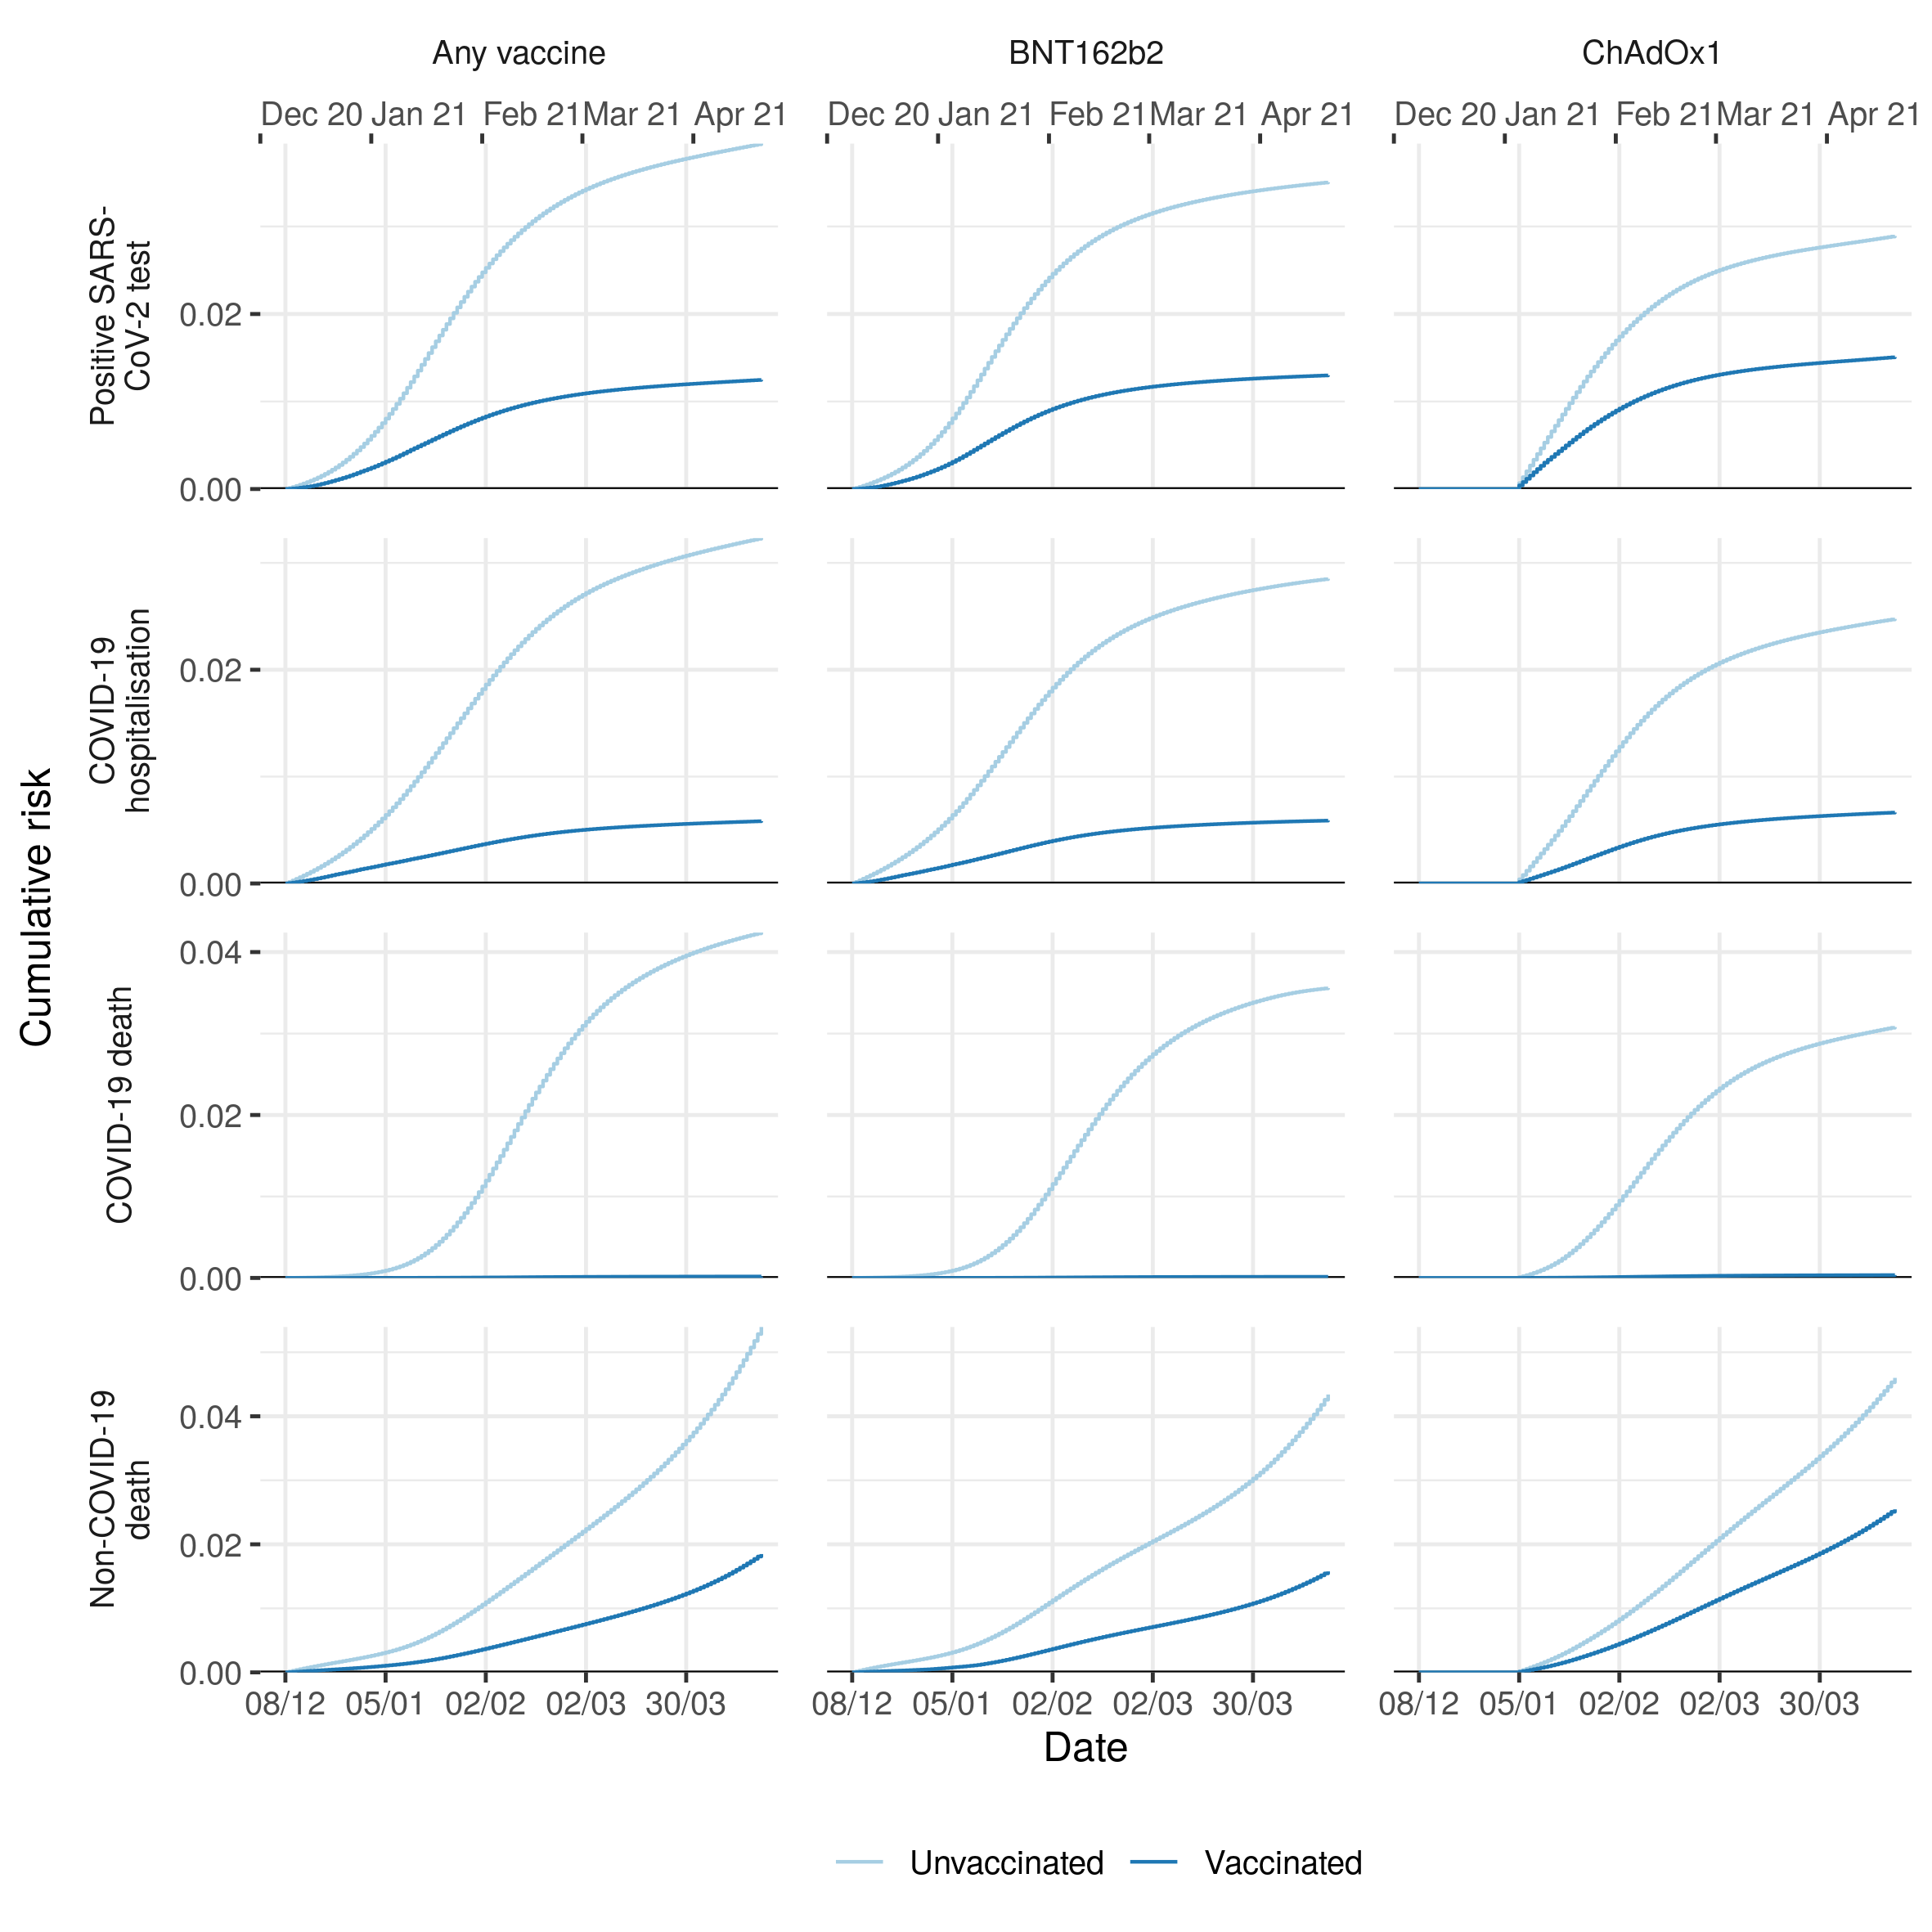 Any vaccine BNT162b2 ChAdOx1
Dec 20 Jan 21 Feb 21 Mar 21 Apr 21 Dec 20 Jan 21 Feb 21 Mar 21 Apr 21 Dec 20 Jan 21 Feb 21 Mar 21 Apr 21
Cumulative risk
Positive SARS-
CoV-2 test
0.02
0.00
COVID-19
hospitalisation
0.02
0.00
COVID-19 death
0.04
0.02
0.00
Non-COVID-19
death
0.04
0.02
0.00
08/12 05/01 02/02 02/03 30/03 08/12 05/01 02/02 02/03 30/03 08/12 05/01 02/02 02/03 30/03
Date
Unvaccinated Vaccinated